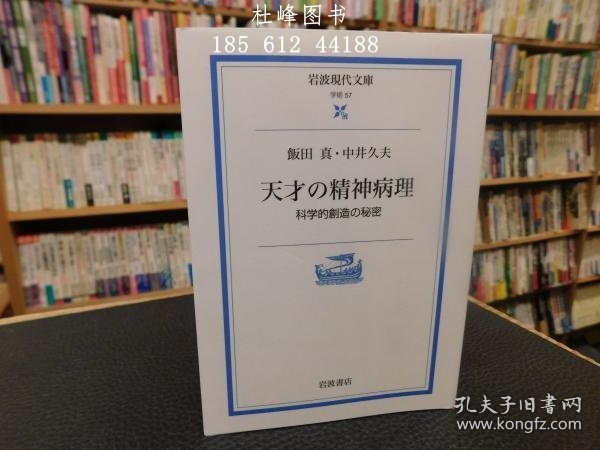 杜峰图书
185 612 44188
岩波現代文庫
学術 57
飯田 真・中井久夫
天才の精神病理
科学的創造の秘密
岩波書店
孔夫子旧书网
www.kongfz.com